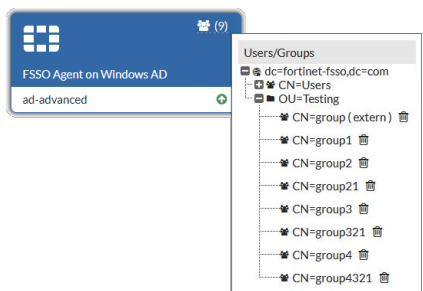 (9)
FSSO Agent on Windows AD
ad-advanced
Users/Groups
dc=fortinet-fsso,dc=com
CN=Users
OU=Testing
CN=group ( extern )
CN=group1
CN=group2
CN=group21
CN=group3
CN=group321
CN=group4
CN=group4321